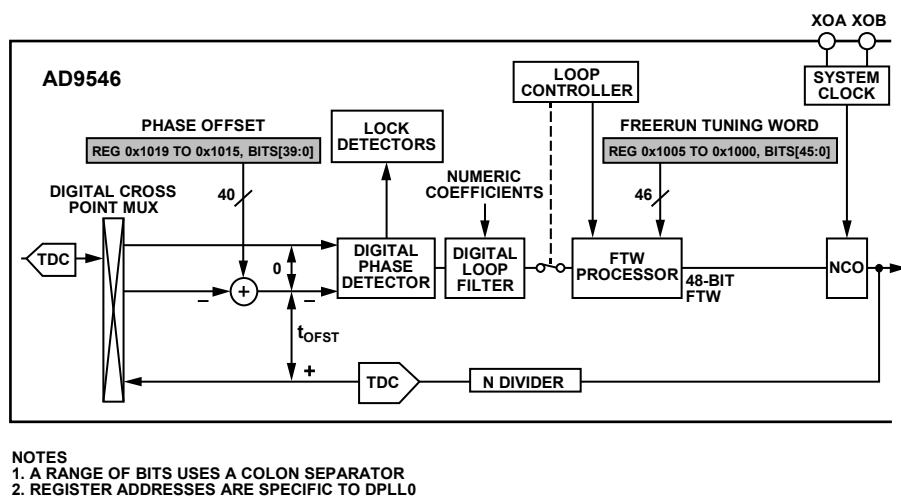 XOA XOB
AD9546
LOOP
CONTROLLER
SYSTEM
CLOCK
PHASE OFFSET
REG 0x1019 TO 0x1015, BITS[39:0]
LOCK
DETECTORS
FREERUN TUNING WORD
REG 0x1005 TO 0x1000, BITS[45:0]
NUMERIC
COEFFICIENTS
40
46
DIGITAL CROSS
POINT MUX
TDC
0
DIGITAL
PHASE
DETECTOR
DIGITAL
LOOP
FILTER
FTW
PROCESSOR
48-BIT
FTW
NCO
–
+
–
tOFST
+
TDC
N DIVIDER
NOTES
1. A RANGE OF BITS USES A COLON SEPARATOR
2. REGISTER ADDRESSES ARE SPECIFIC TO DPLL0